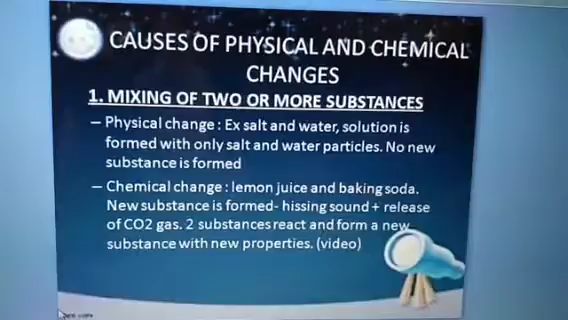 CAUSES OF PHYSICAL AND CHEMICAL
CHANGES
1. MIXING OF TWO OR MORE SUBSTANCES
– Physical change : Ex salt and water, solution is
formed with only salt and water particles. No new
substance is formed
– Chemical change : lemon juice and baking soda.
New substance is formed- hissing sound + release
of CO2 gas. 2 substances react and form a new
substance with new properties. (video)